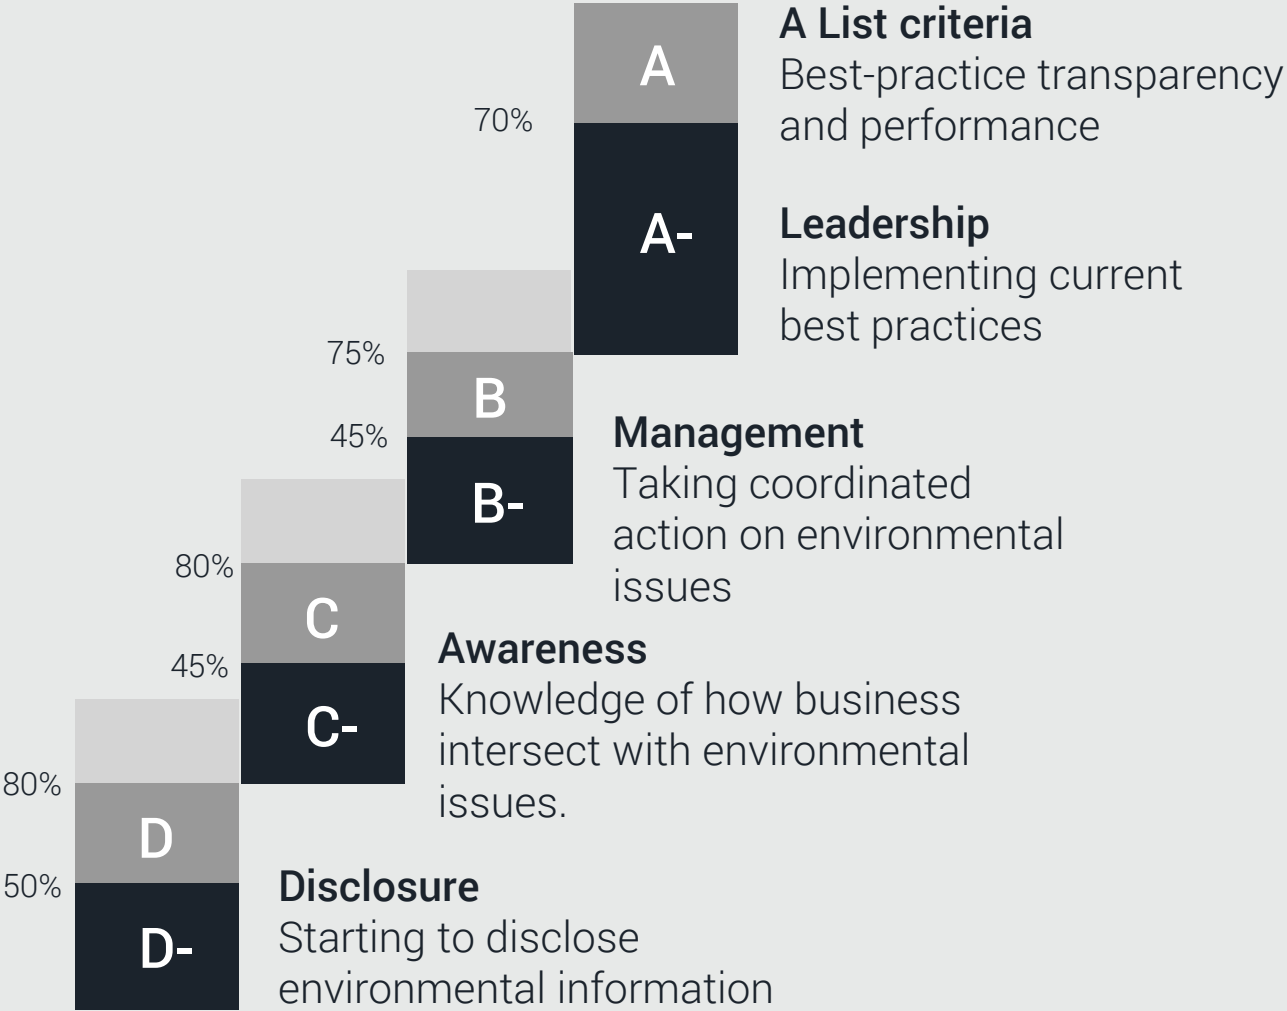 A
A List criteria
Best-practice transparency
and performance
70%
A-
Leadership
Implementing current
best practices
75%
B
45%
Management
Taking coordinated
action on environmental
issues
B-
80%
C
45%
Awareness
Knowledge of how business
intersect with environmental
issues.
C-
80%
D
50%
Disclosure
Starting to disclose
environmental information
D-